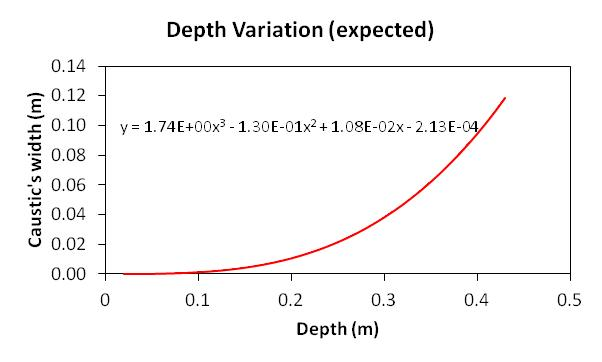 Depth Variation (expected)
Caustic's width (m)
0.14
0.12
0.10
0.08
0.06
0.04
0.02
0.00
y = 1.74E+00x³ - 1.30E-01x² + 1.08E-02x - 2.13E-04
0 0.1 0.2 0.3 0.4 0.5
Depth (m)